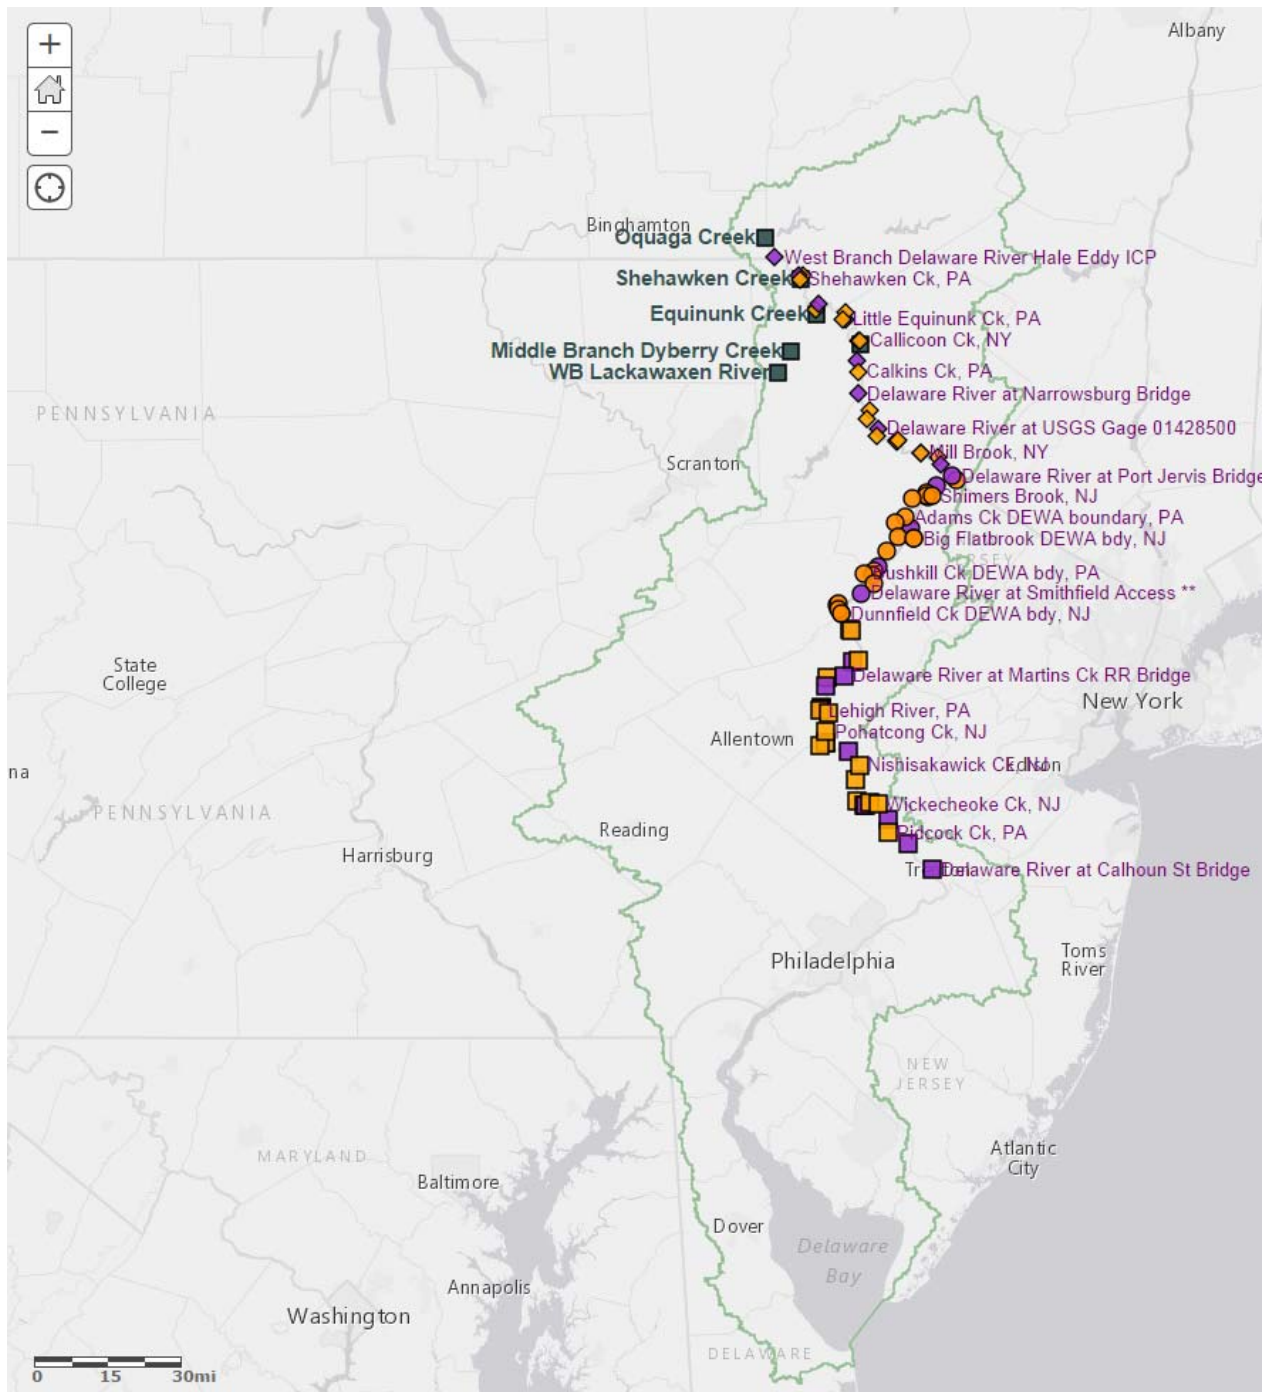 +
−
Albany
Binghamton
Oquaga Creek
West Branch Delaware River Hale Eddy ICP
Shehawken Creek
Shehawken Ck, PA
Equinunk Creek
Little Equinunk Ck, PA
Callicoon Ck, NY
Middle Branch Dyberry Creek
WB Lackawaxen River
Calkins Ck, PA
Delaware River at Narrowsburg Bridge
PENNSYLVANIA
Delaware River at USGS Gage 01428500
Mill Brook, NY
Scranton
Delaware River at Port Jervis Bridge
Shimers Brook, NJ
Adams Ck DEWA boundary, PA
Big Flatbrook DEWA bdy, NJ
Bushkill Ck DEWA bdy, PA
Delaware River at Smithfield Access **
Dunnfield Ck DEWA bdy, NJ
State
College
Delaware River at Martins Ck RR Bridge
New York
Lehigh River, PA
Allentown
Pohatcong Ck, NJ
Nishisakawick Ck, NJ
Edison
na
PENNSYLVANIA
Wickecheoke Ck, NJ
Reading
Pidcock Ck, PA
Harrisburg
Trenton
Delaware River at Calhoun St Bridge
Philadelphia
Toms
River
NEW
JERSEY
MARYLAND
Atlantic
City
Baltimore
Dover
Delaware
Bay
Annapolis
Washington
DELAWARE
0 15 30mi